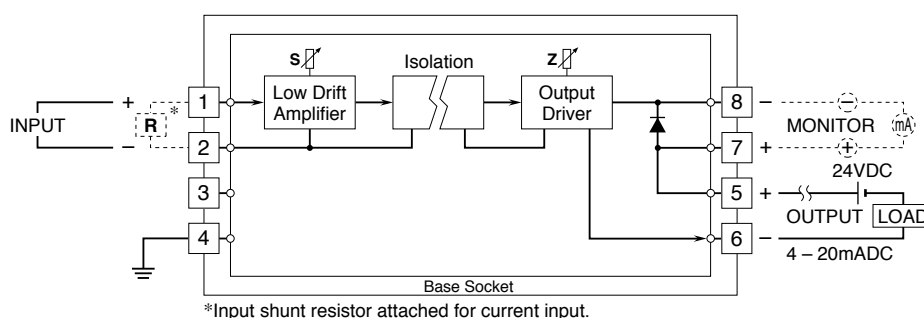 S
Isolation
Z
INPUT
+
–
R
*
1
2
3
4
Low Drift
Amplifier
Output
Driver
8
7
5
6
–
+
+
–
–
MONITOR
+
mA
24VDC
OUTPUT
LOAD
4 – 20mADC
Base Socket
*Input shunt resistor attached for current input.